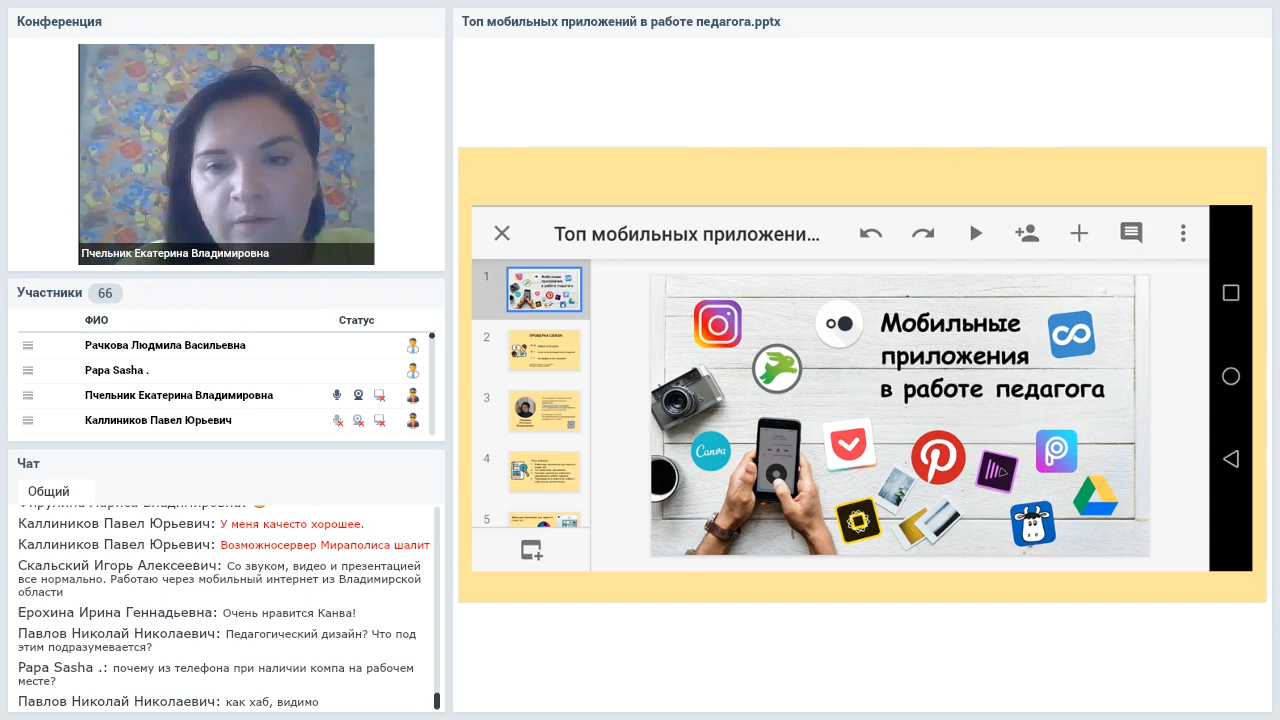 Конференция
Пчельник Екатерина Владимировна
Участники 66
ФИО Статус
Рачкова Людмила Васильевна
Papa Sasha .
Пчельник Екатерина Владимировна
Каллиников Павел Юрьевич
Чат
Общий
Каллиников Павел Юрьевич: У меня качесто хорошее.
Каллиников Павел Юрьевич: Возможносервер Мираполиса шалит
Скальский Игорь Алексеевич: Со звуком, видео и презентацией
все нормально. Работаю через мобильный интернет из Владимирской
области
Ерохина Ирина Геннадьевна: Очень нравится Канва!
Павлов Николай Николаевич: Педагогический дизайн? Что под
этим подразумевается?
Papa Sasha .: почему из телефона при наличии компа на рабочем
месте?
Павлов Николай Николаевич: как хаб, видимо
Топ мобильных приложений в работе педагога.pptx
Топ мобильных приложени...
1
2
3
4
5
Мобильные
приложения
в работе педагога
Canva